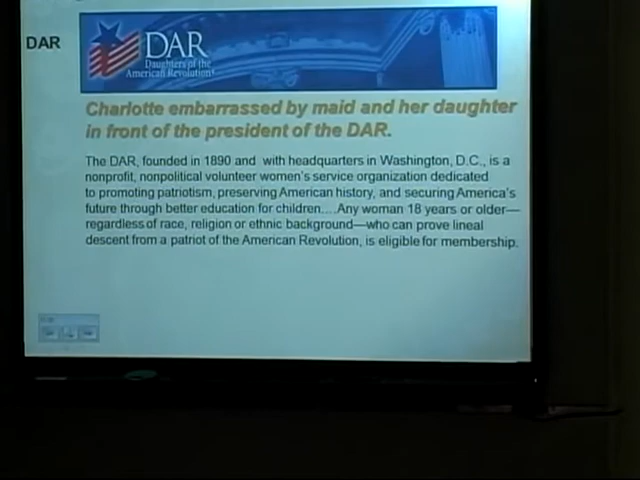 DAR
DAR
Daughters of the
American Revolution
Charlotte embarrassed by maid and her daughter
in front of the president of the DAR.
The DAR, founded in 1890 and with headquarters in Washington, D.C., is a
nonprofit, nonpolitical volunteer women's service organization dedicated
to promoting patriotism, preserving American history, and securing America's
future through better education for children....Any woman 18 years or older—
regardless of race, religion or ethnic background—who can prove lineal
descent from a patriot of the American Revolution, is eligible for membership.